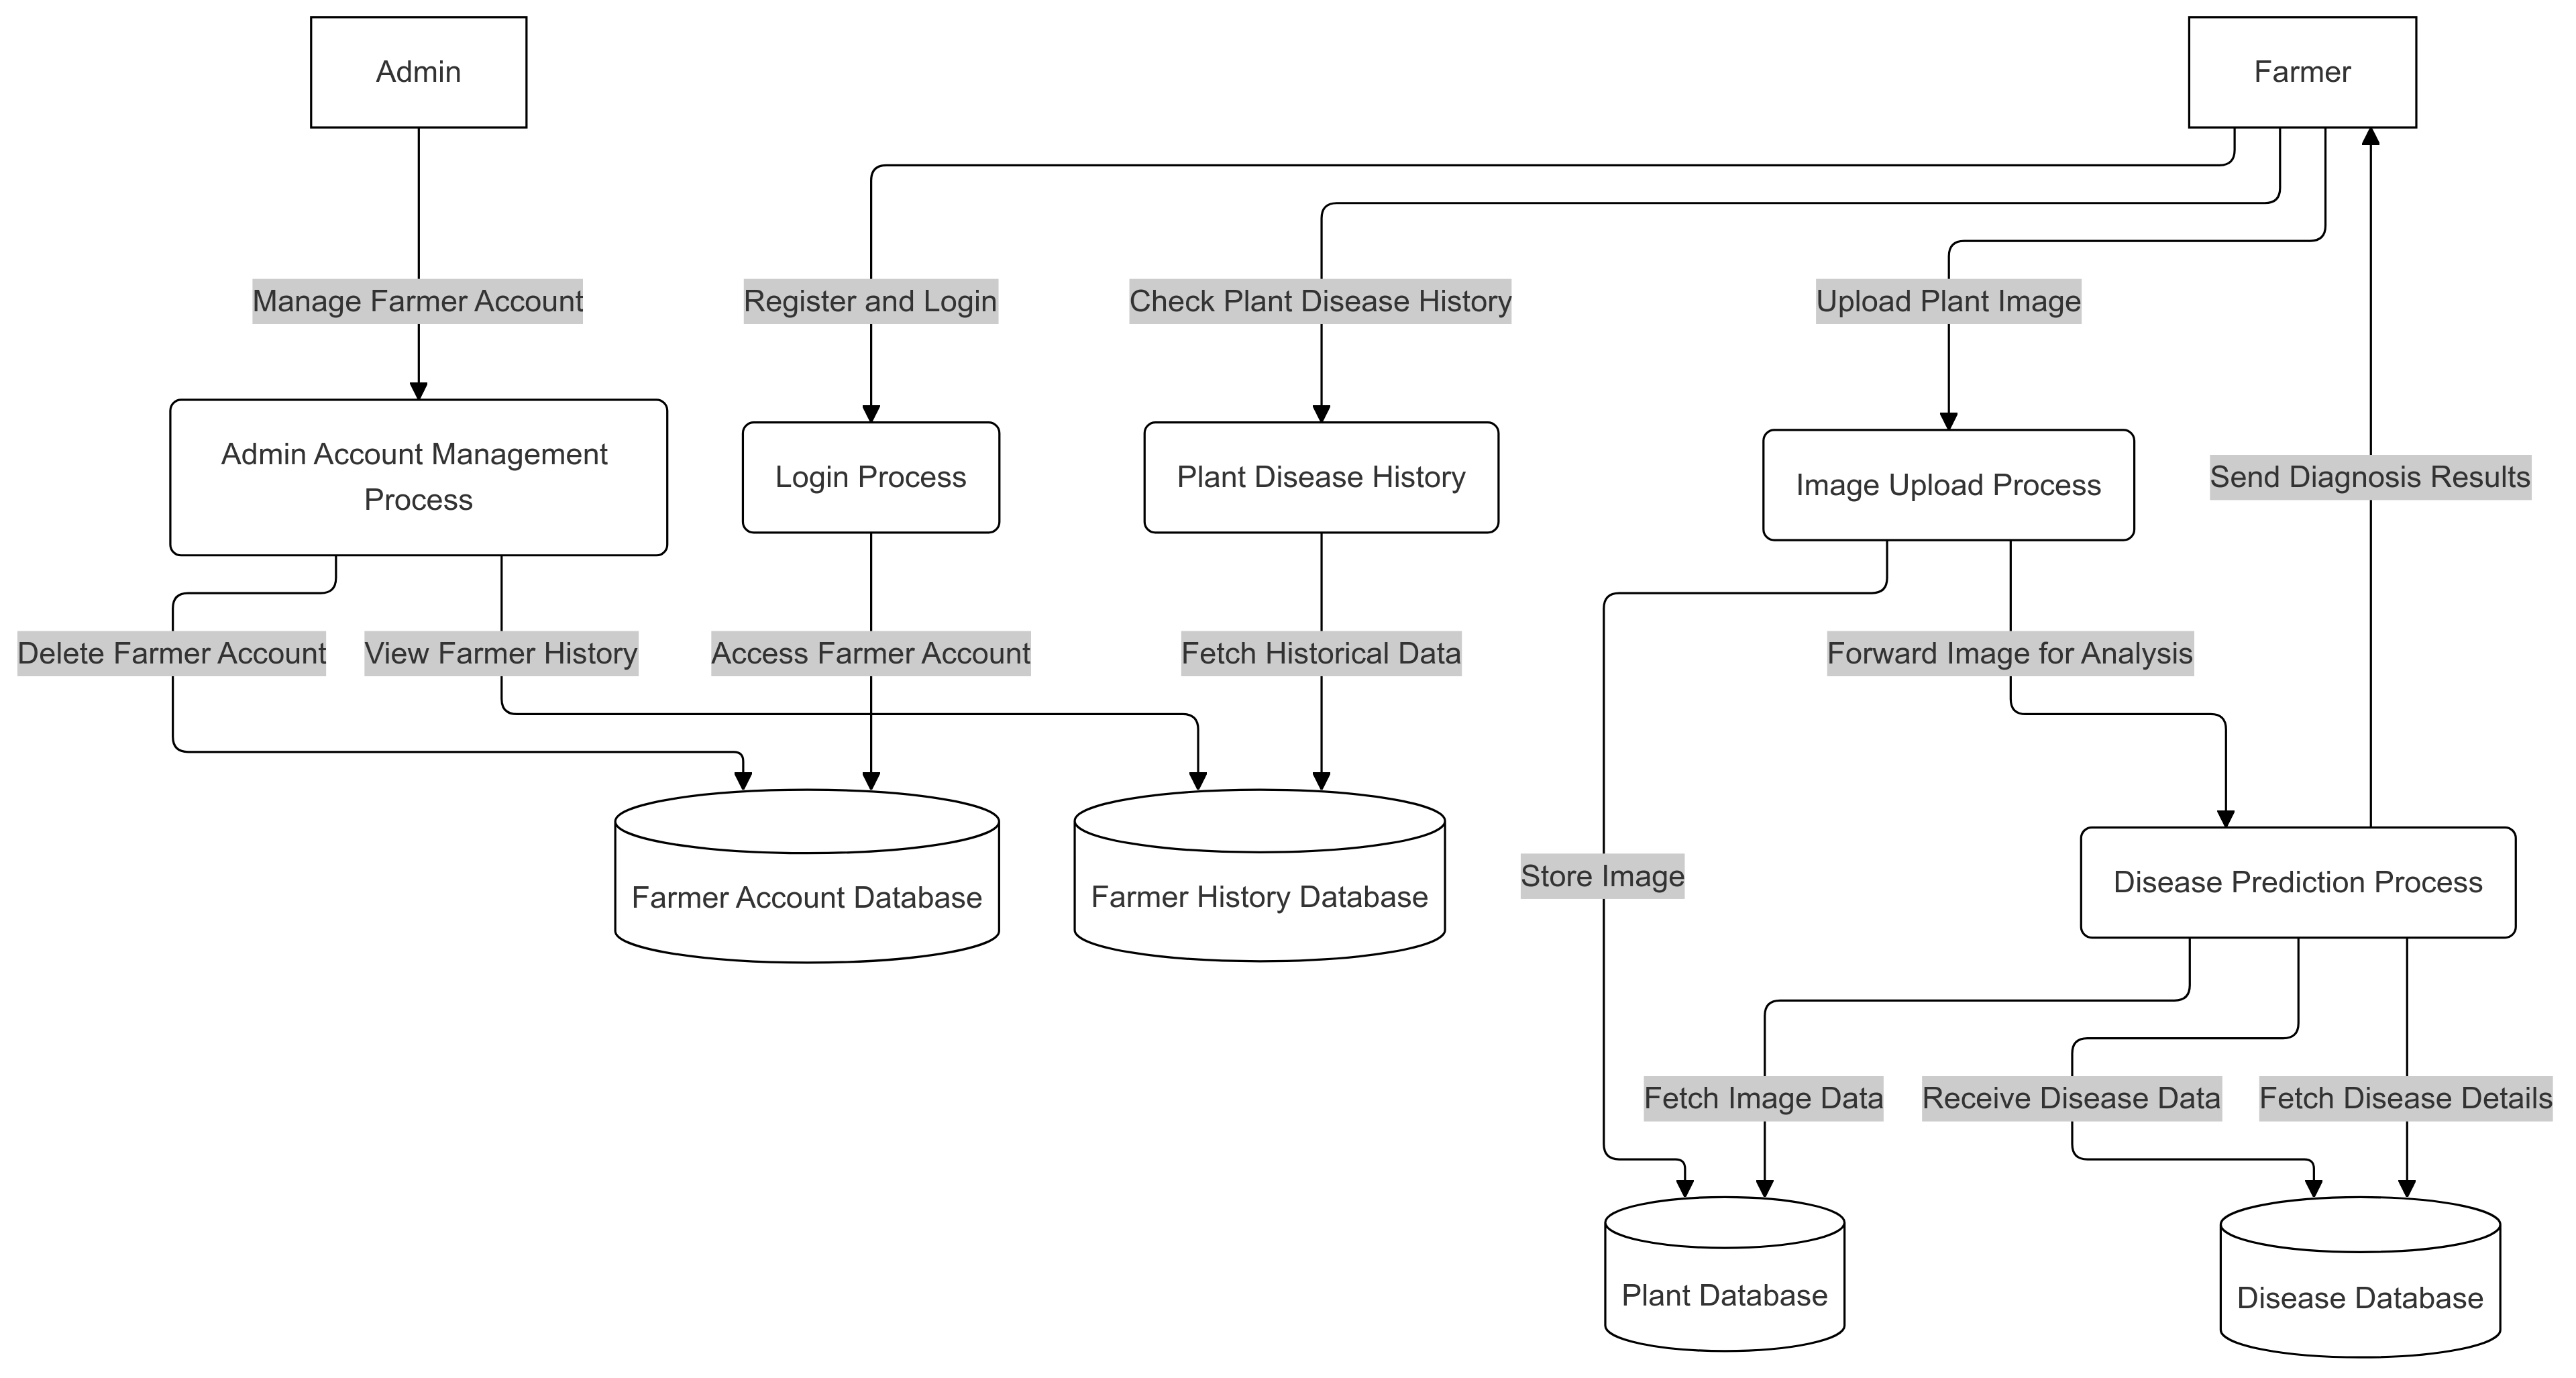 Admin
Farmer
Manage Farmer Account
Register and Login
Check Plant Disease History
Upload Plant Image
Admin Account Management
Process
Login Process
Plant Disease History
Image Upload Process
Send Diagnosis Results
Delete Farmer Account
View Farmer History
Access Farmer Account
Fetch Historical Data
Forward Image for Analysis
Farmer Account Database
Farmer History Database
Store Image
Disease Prediction Process
Fetch Image Data
Receive Disease Data
Fetch Disease Details
Plant Database
Disease Database